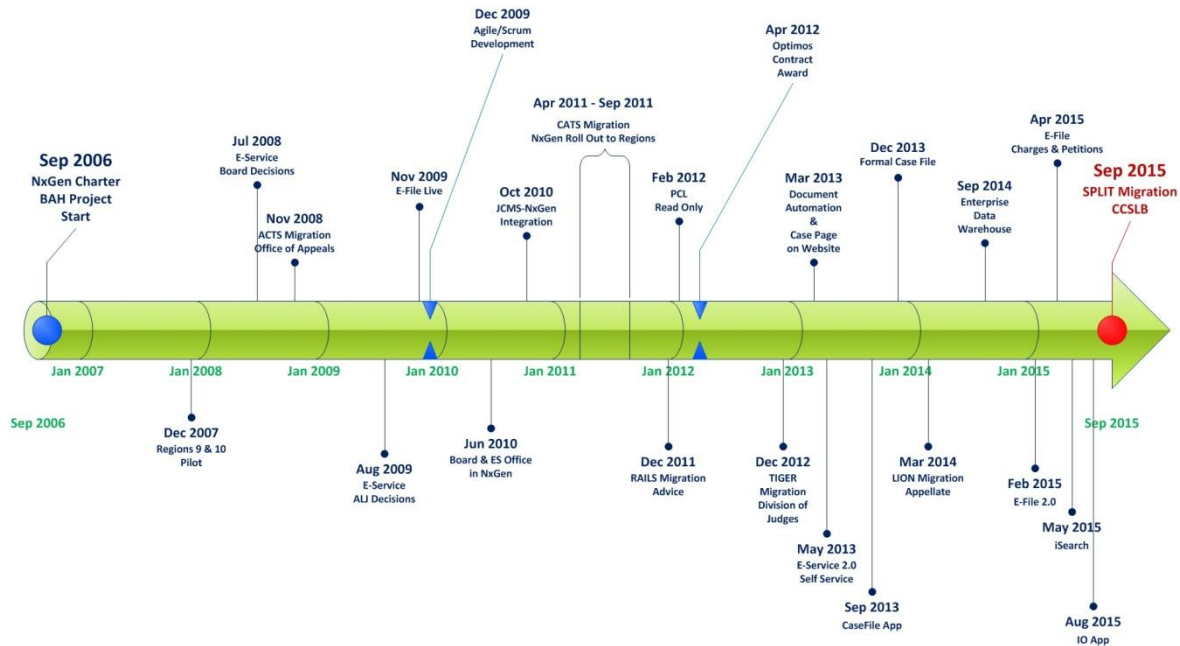 Dec 2009
Agile/Scrum
Development
Apr 2012
Optimos
Contract
Award
Apr 2011 - Sep 2011
CATS Migration
NxGen Roll Out to Regions
Apr 2015
E-File
Charges & Petitions
Jul 2008
E-Service
Board Decisions
Dec 2013
Formal Case File
Sep 2006
NxGen Charter
BAH Project
Start
Nov 2009
E-File Live
Feb 2012
PCL
Read Only
Mar 2013
Document
Automation
&
Case Page
on Website
Sep 2015
SPLIT Migration
CCSLB
Oct 2010
JCMS-NxGen
Integration
Sep 2014
Enterprise
Data
Warehouse
Nov 2008
ACTS Migration
Office of Appeals
Jan 2007
Jan 2008
Jan 2009
Jan 2010
Jan 2011
Jan 2012
Jan 2013
Jan 2014
Jan 2015
Sep 2006
Sep 2015
Dec 2007
Regions 9 & 10
Pilot
Aug 2009
E-Service
ALJ Decisions
Jun 2010
Board & ES Office
in NxGen
Dec 2011
RAILS Migration
Advice
Dec 2012
TIGER
Migration
Division of
Judges
Mar 2014
LION Migration
Appellate
Feb 2015
E-File 2.0
May 2015
iSearch
May 2013
E-Service 2.0
Self Service
Sep 2013
CaseFile App
Aug 2015
IO App